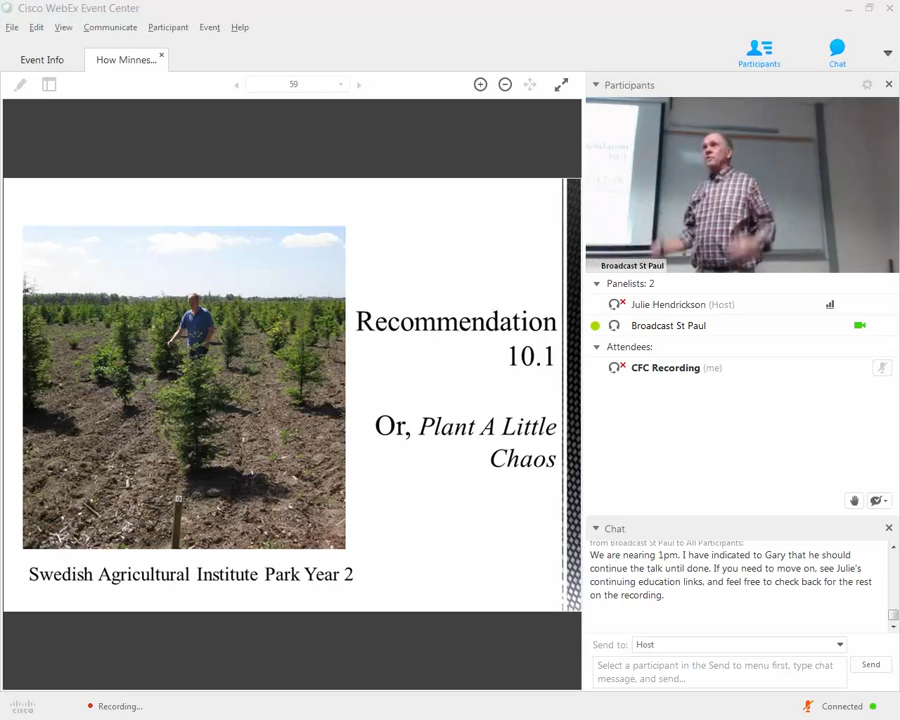 Cisco WebEx Event Center
File Edit View Communicate Participant Event Help
Event Info
How Minnes...
Participants
Chat
59
Participants
Broadcast St Paul
Panelists: 2
Julie Hendrickson (Host)
Broadcast St Paul
Attendees:
CFC Recording (me)
Recommendation
10.1
Or, Plant A Little
Chaos
Swedish Agricultural Institute Park Year 2
Chat
from Broadcast St Paul to All Participants:
We are nearing 1pm. I have indicated to Gary that he should
continue the talk until done. If you need to move on, see Julie's
continuing education links, and feel free to check back for the rest
on the recording.
Send to: Host
Select a participant in the Send to menu first, type chat
message, and send...
Send
cisco
Recording...
Connected